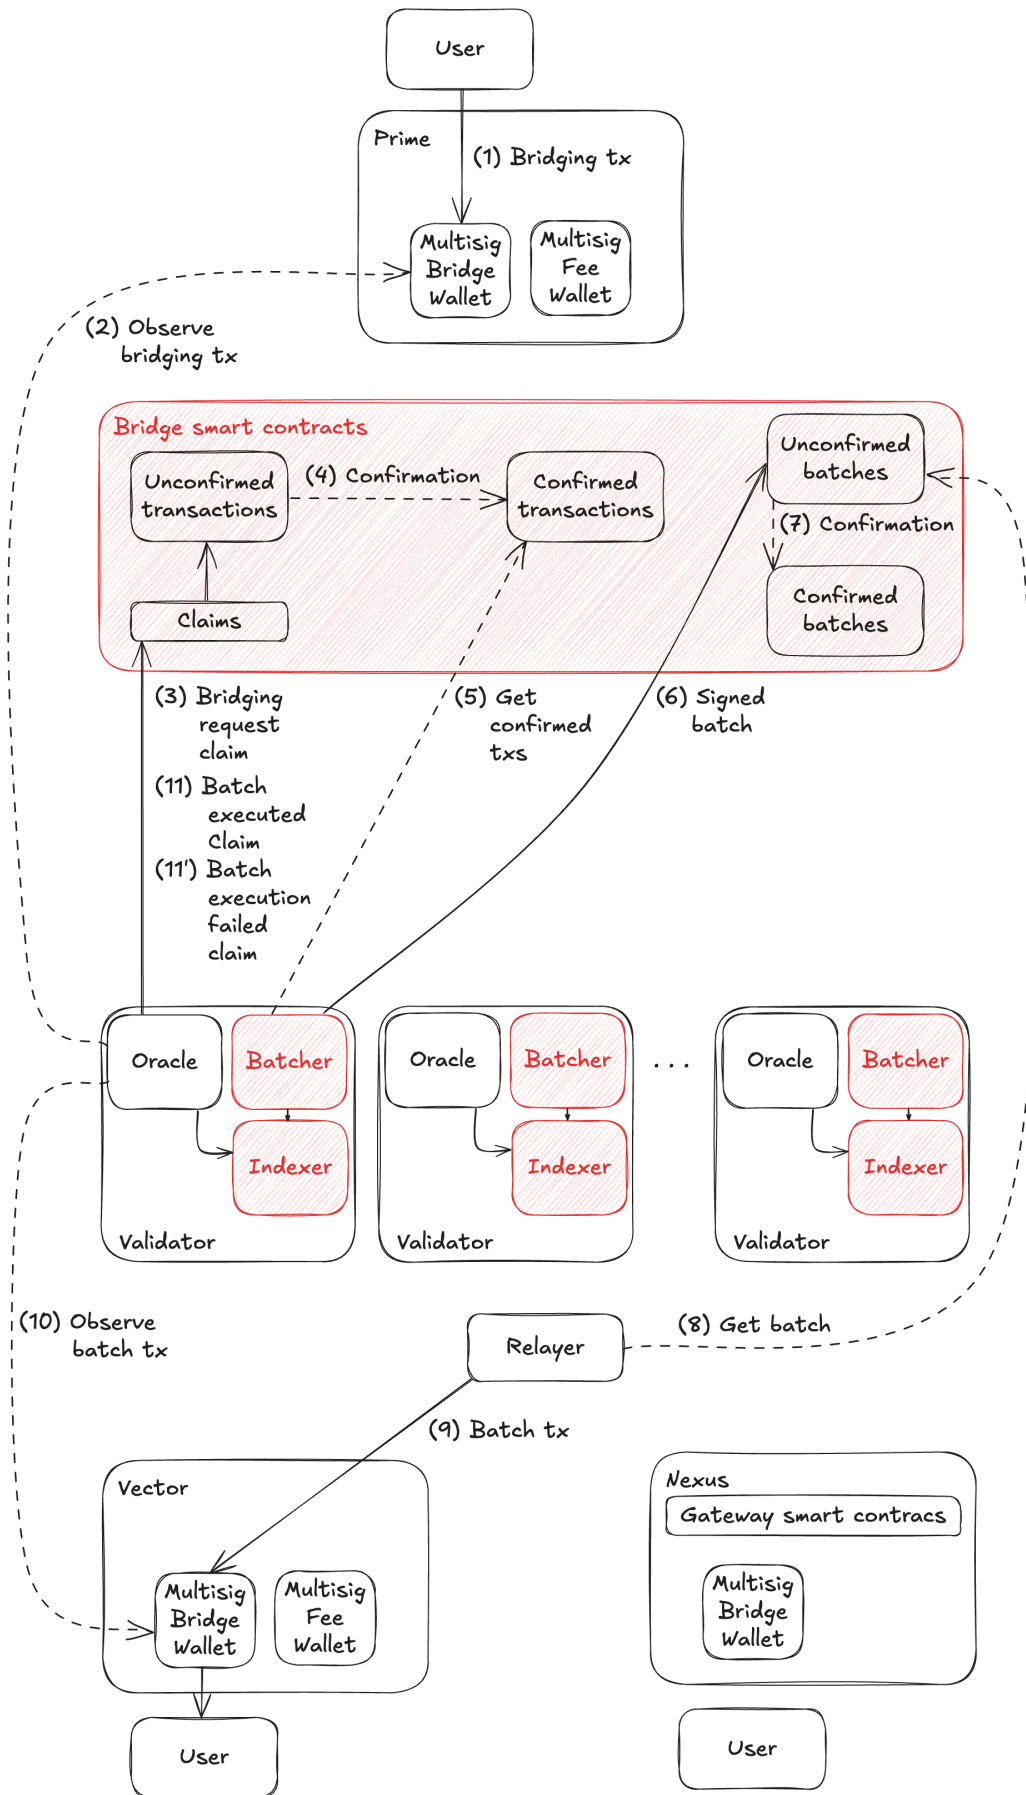 User
Prime
(1) Bridging tx
Multisig
Bridge
Wallet
Multisig
Fee
Wallet
(2) Observe
bridging tx
Bridge smart contracts
Unconfirmed
transactions
(4) Confirmation
Confirmed
transactions
Unconfirmed
batches
(7) Confirmation
Confirmed
batches
Claims
(3) Bridging
request
claim
(11) Batch
executed
Claim
(11') Batch
execution
failed
claim
(5) Get
confirmed
txs
(6) Signed
batch
Oracle
Batcher
Indexer
Validator
Oracle
Batcher
Indexer
Validator
...
Oracle
Batcher
Indexer
Validator
(10) Observe
batch tx
Relayer
(8) Get batch
(9) Batch tx
Vector
Multisig
Bridge
Wallet
Multisig
Fee
Wallet
User
Nexus
Gateway smart contracs
Multisig
Bridge
Wallet
User